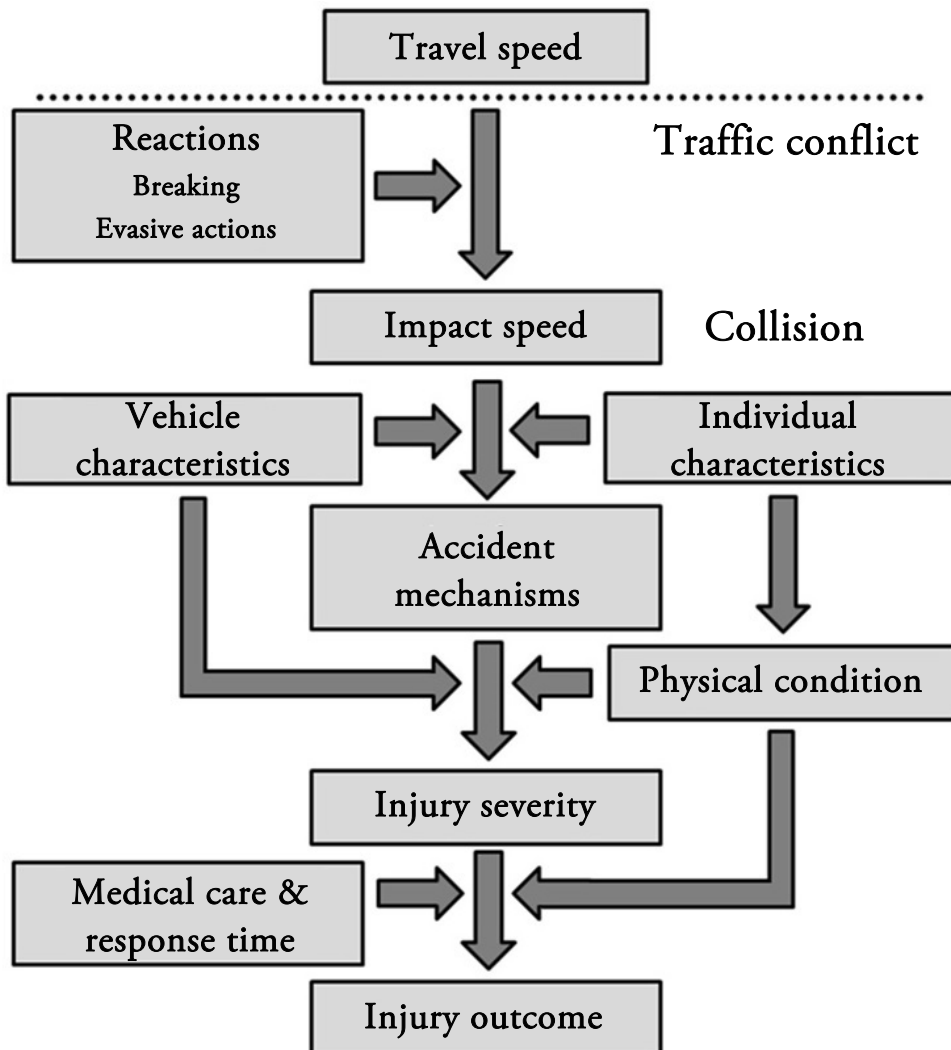 Travel speed
Traffic conflict
Reactions
Breaking
Evasive actions
Impact speed
Collision
Vehicle
characteristics
Individual
characteristics
Accident
mechanisms
Physical condition
Injury severity
Medical care &
response time
Injury outcome